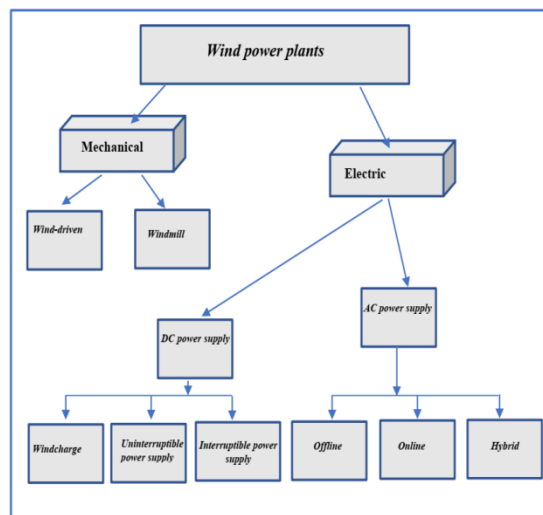 Wind power plants
Mechanical
Electric
Wind-driven
Windmill
DC power supply
AC power supply
Windcharge
Uninterruptible
power supply
Interruptible power
supply
Offline
Online
Hybrid